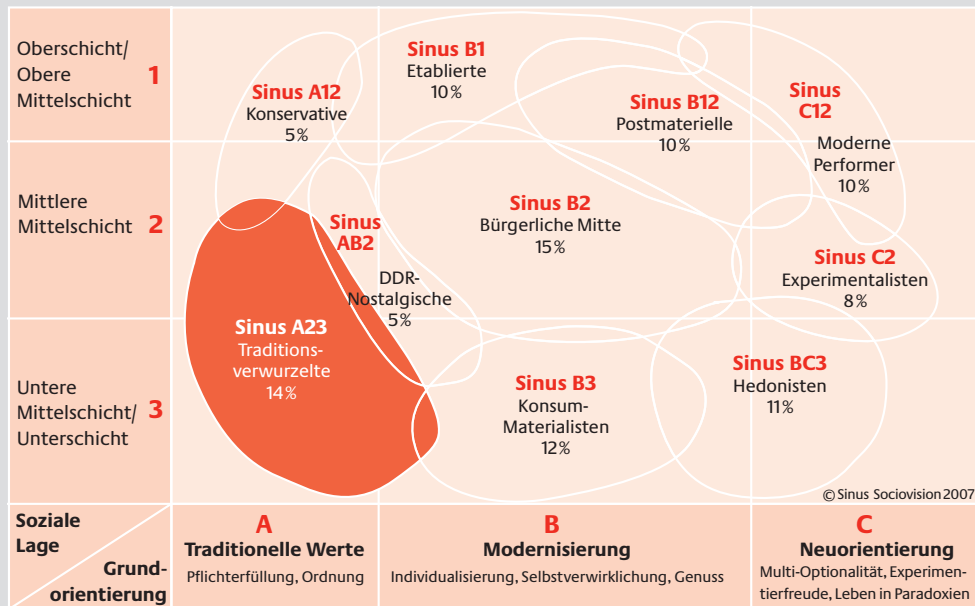 Oberschicht/
Obere
Mittelschicht
1
Sinus A12
Konservative
5%
Sinus B1
Etablierte
10%
Sinus B12
Postmaterielle
10%
Sinus
C12
Moderne
Performer
10%
Mittlere
Mittelschicht
2
Sinus
AB2
DDR-
Nostalgische
5%
Sinus B2
Bürgerliche Mitte
15%
Sinus C2
Experimentalisten
8%
Untere
Mittelschicht/
Unterschicht
3
Sinus A23
Traditions-
verwurzelte
14%
Sinus B3
Konsum-
Materialisten
12%
Sinus BC3
Hedonisten
11%
© Sinus Sociovision 2007
Soziale
Lage
Grund-
orientierung
A
Traditionelle Werte
Pflichterfüllung, Ordnung
B
Modernisierung
Individualisierung, Selbstverwirklichung, Genuss
C
Neuorientierung
Multi-Optionalität, Experimen-
tierfreude, Leben in Paradoxien